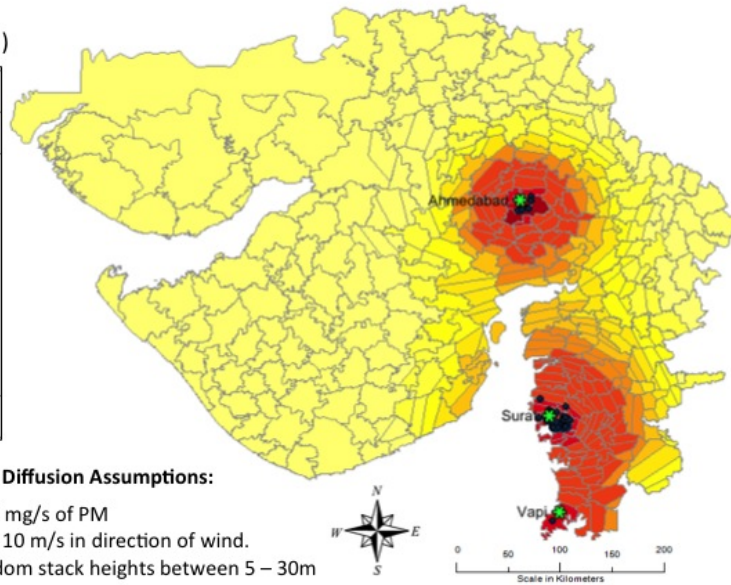 )
Ahmedabad
Surat
Vapi
Diffusion Assumptions:
mg/s of PM
10 m/s in direction of wind.
dom stack heights between 5 – 30m
N
W E
S
0 50 100 150 200
Scale in Kilometers